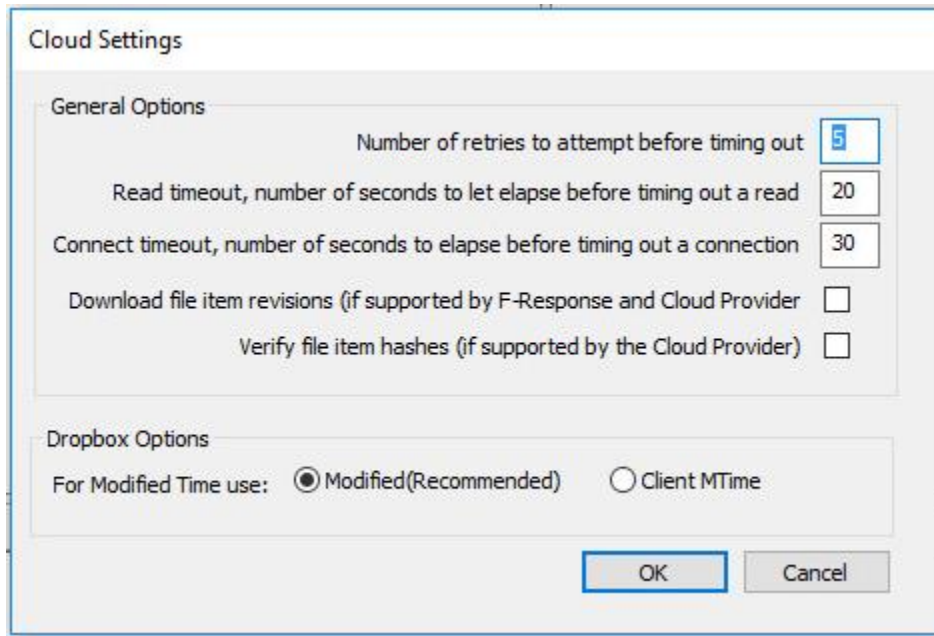 Cloud Settings
General Options
Number of retries to attempt before timing out 5
Read timeout, number of seconds to let elapse before timing out a read 20
Connect timeout, number of seconds to elapse before timing out a connection 30
Download file item revisions (if supported by F-Response and Cloud Provider
Verify file item hashes (if supported by the Cloud Provider)
Dropbox Options
For Modified Time use: Modified(Recommended) Client MTime
OK Cancel